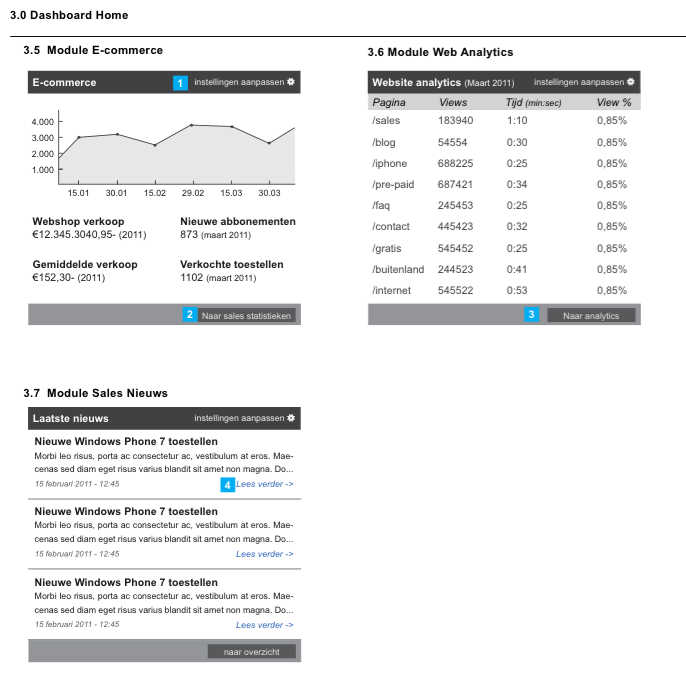 3.0 Dashboard Home
3.5 Module E-commerce
E-commerce 1 instellingen aanpassen
4.000
3.000
2.000
1.000
15.01 30.01 15.02 29.02 15.03 30.03
Webshop verkoop Nieuwe abbonementen
€12.345.3040,95- (2011) 873 (maart 2011)
Gemiddelde verkoop Verkochte toestellen
€152,30- (2011) 1102 (maart 2011)
2 Naar sales statistieken
3.6 Module Web Analytics
Website analytics (Maart 2011) instellingen aanpassen
Pagina Views Tijd (min:sec) View %
/sales 183940 1:10 0,85%
/blog 54554 0:30 0,85%
/iphone 688225 0:25 0,85%
/pre-paid 687421 0:34 0,85%
/faq 245453 0:25 0,85%
/contact 445423 0:32 0,85%
/gratis 545452 0:25 0,85%
/buitenland 244523 0:41 0,85%
/internet 545522 0:53 0,85%
3 Naar analytics
3.7 Module Sales Nieuws
Laatste nieuws instellingen aanpassen
Nieuwe Windows Phone 7 toestellen
Morbi leo risus, porta ac consectetur ac, vestibulum at eros. Mae-
cenas sed diam eget risus varius blandit sit amet non magna. Do...
15 februari 2011 - 12:45 4 Lees verder ->
Nieuwe Windows Phone 7 toestellen
Morbi leo risus, porta ac consectetur ac, vestibulum at eros. Mae-
cenas sed diam eget risus varius blandit sit amet non magna. Do...
15 februari 2011 - 12:45 Lees verder ->
Nieuwe Windows Phone 7 toestellen
Morbi leo risus, porta ac consectetur ac, vestibulum at eros. Mae-
cenas sed diam eget risus varius blandit sit amet non magna. Do...
15 februari 2011 - 12:45 Lees verder ->
naar overzicht